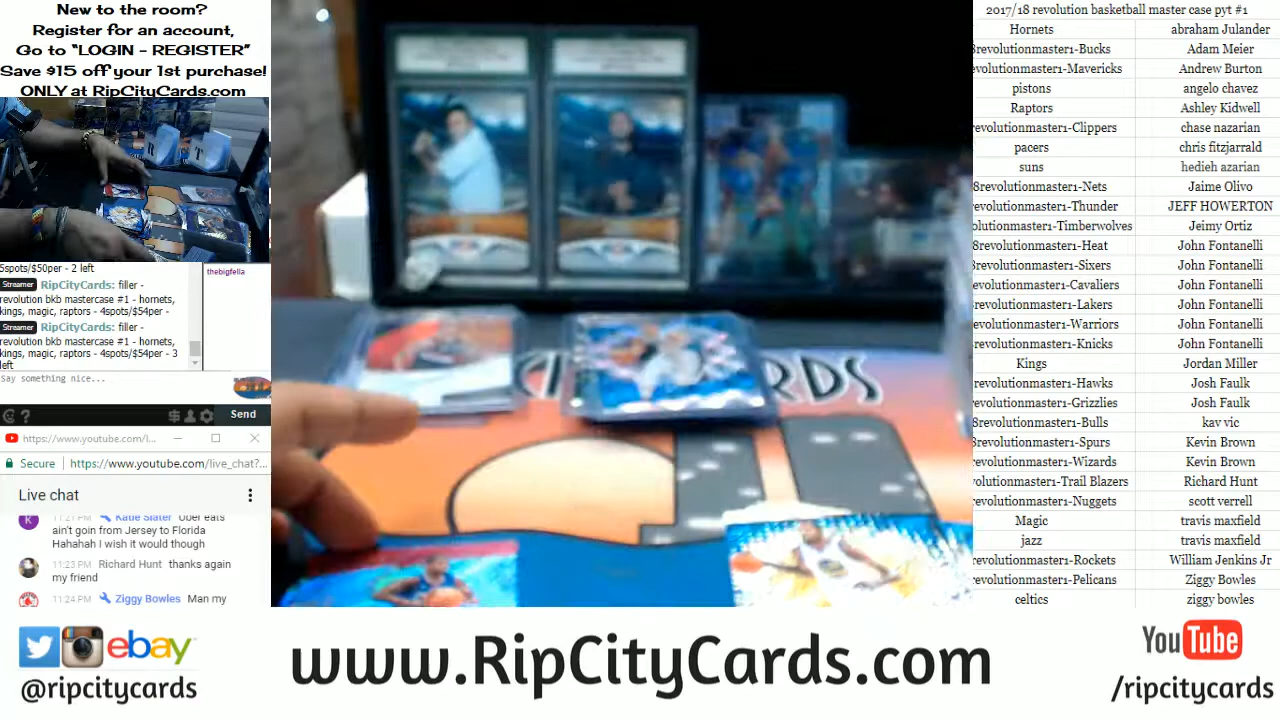 New to the room?
Register for an account,
Go to “LOGIN - REGISTER”
Save $15 off your 1st purchase!
ONLY at RipCityCards.com
5spots/$50per - 2 left
Streamer RipCityCards: filler -
revolution bkb mastercase #1 - hornets,
kings, magic, raptors - 4spots/$54per -
Streamer RipCityCards: filler -
revolution bkb mastercase #1 - hornets,
kings, magic, raptors - 4spots/$54per - 3
left
thebigfella
Say something nice...
Send
https://www.youtube.com/l...
Secure https://www.youtube.com/live_chat?...
Live chat
K
11:21 PM Katie Slater Uber eats
ain't goin from Jersey to Florida
Hahahah I wish it would though
11:23 PM Richard Hunt thanks again
my friend
11:24 PM Ziggy Bowles Man my
RDS
2017/18 revolution basketball master case pyt #1
Hornets abraham Julander
8revolutionmaster1-Bucks Adam Meier
evolutionmaster1-Mavericks Andrew Burton
pistons angelo chavez
Raptors Ashley Kidwell
evolutionmaster1-Clippers chase nazarian
pacers chris fitzjarrald
suns hedieh azarian
8revolutionmaster1-Nets Jaime Olivo
revolutionmaster1-Thunder JEFF HOWERTON
olutionmaster1-Timberwolves Jeimy Ortiz
8revolutionmaster1-Heat John Fontanelli
revolutionmaster1-Sixers John Fontanelli
evolutionmaster1-Cavaliers John Fontanelli
revolutionmaster1-Lakers John Fontanelli
evolutionmaster1-Warriors John Fontanelli
revolutionmaster1-Knicks John Fontanelli
Kings Jordan Miller
revolutionmaster1-Hawks Josh Faulk
revolutionmaster1-Grizzlies Josh Faulk
8revolutionmaster1-Bulls kav vic
8revolutionmaster1-Spurs Kevin Brown
revolutionmaster1-Wizards Kevin Brown
volutionmaster1-Trail Blazers Richard Hunt
revolutionmaster1-Nuggets scott verrell
Magic travis maxfield
jazz travis maxfield
revolutionmaster1-Rockets William Jenkins Jr
revolutionmaster1-Pelicans Ziggy Bowles
celtics ziggy bowles
ebay
@ripcitycards
www.RipCityCards.com
YouTube
/ripcitycards